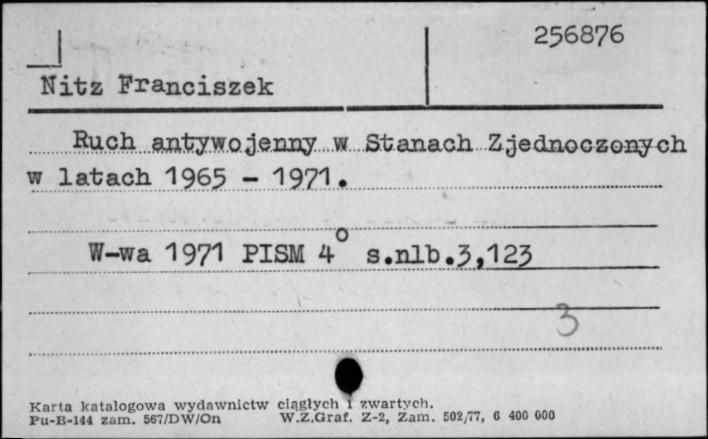 256876
Nitz Franciszek
Ruch antywojenny w Stanach Zjednoczonych
w latach 1965 - 1971.
W-wa 1971 PISM 4° s.nlb.3,123
3
Karta katalogowa wydawnictw ciągłych i zwartych.
Pu-B-144 zam. 567/DW/On W.Z.Graf. Z-2, Zam. 502/77, 6 400 000